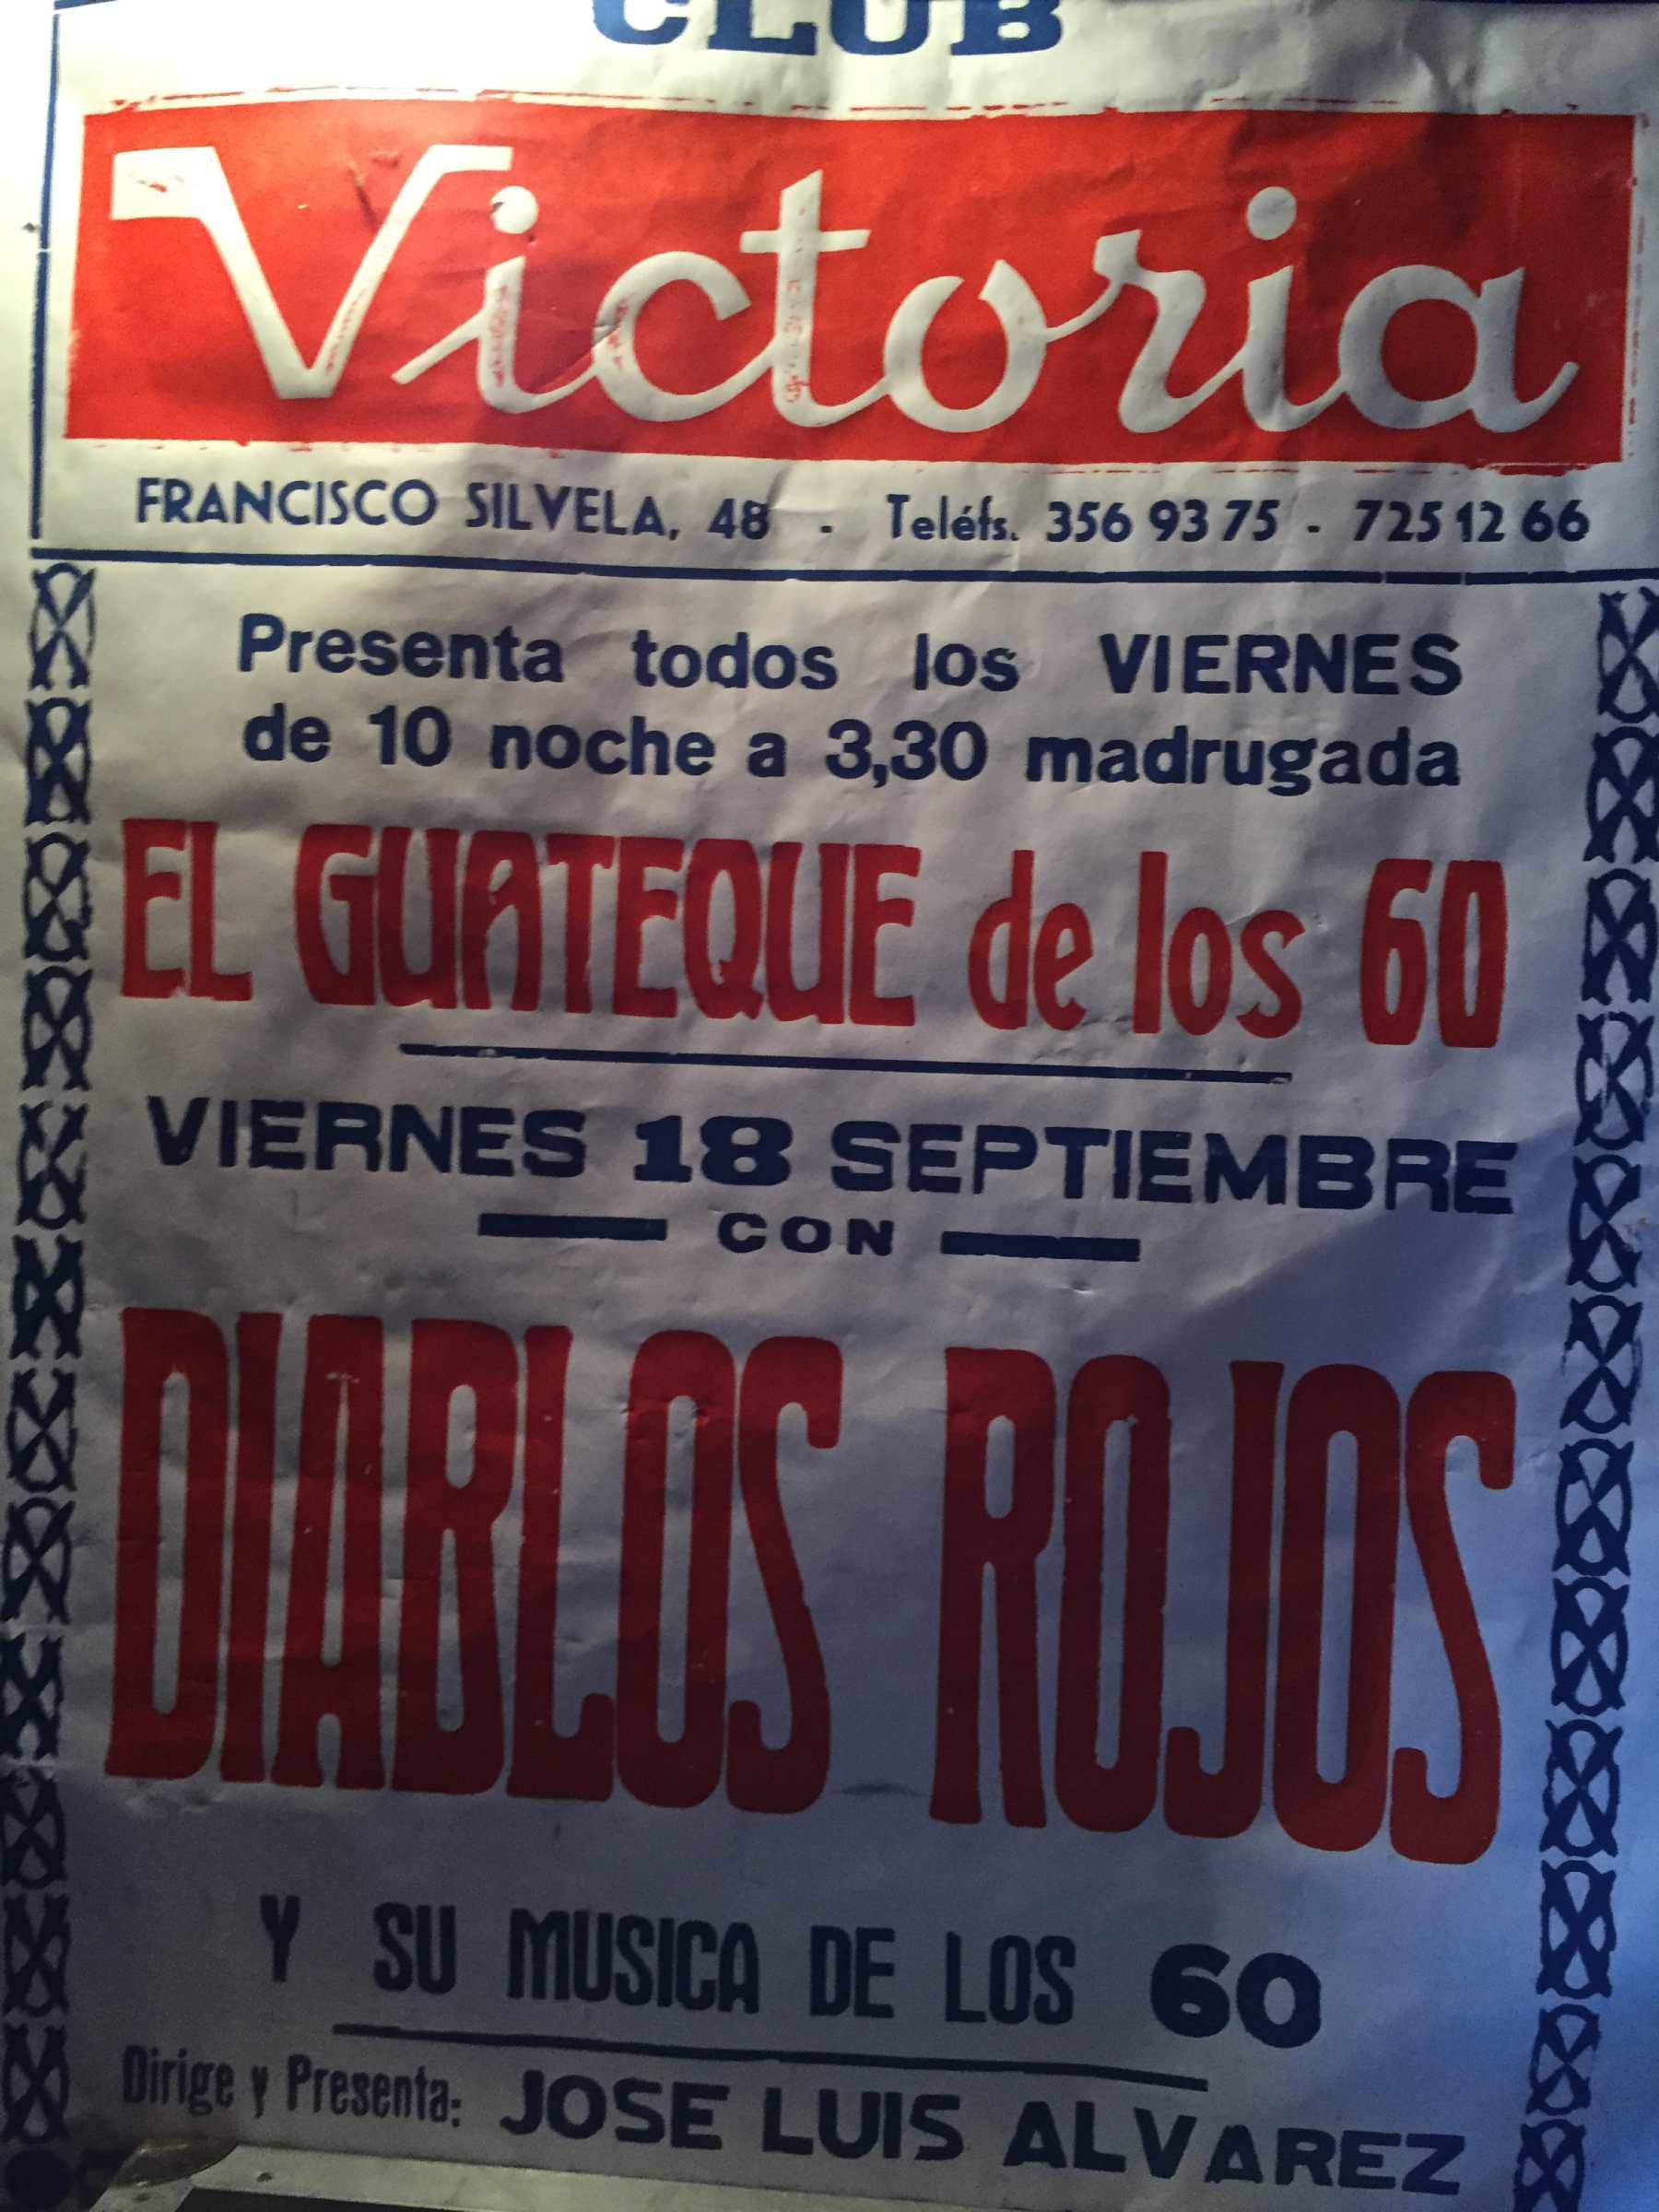 CLUB
Victoria
FRANCISCO SILVELA, 48 - Teléfs. 356 93 75 - 725 12 66
Presenta todos los VIERNES
de 10 noche a 3,30 madrugada
EL GUATEQUE de los 60
VIERNES 18 SEPTIEMBRE
CON
DIABLOS ROJOS
Y SU MUSICA DE LOS 60
Dirige y Presenta: JOSE LUIS ALVAREZ